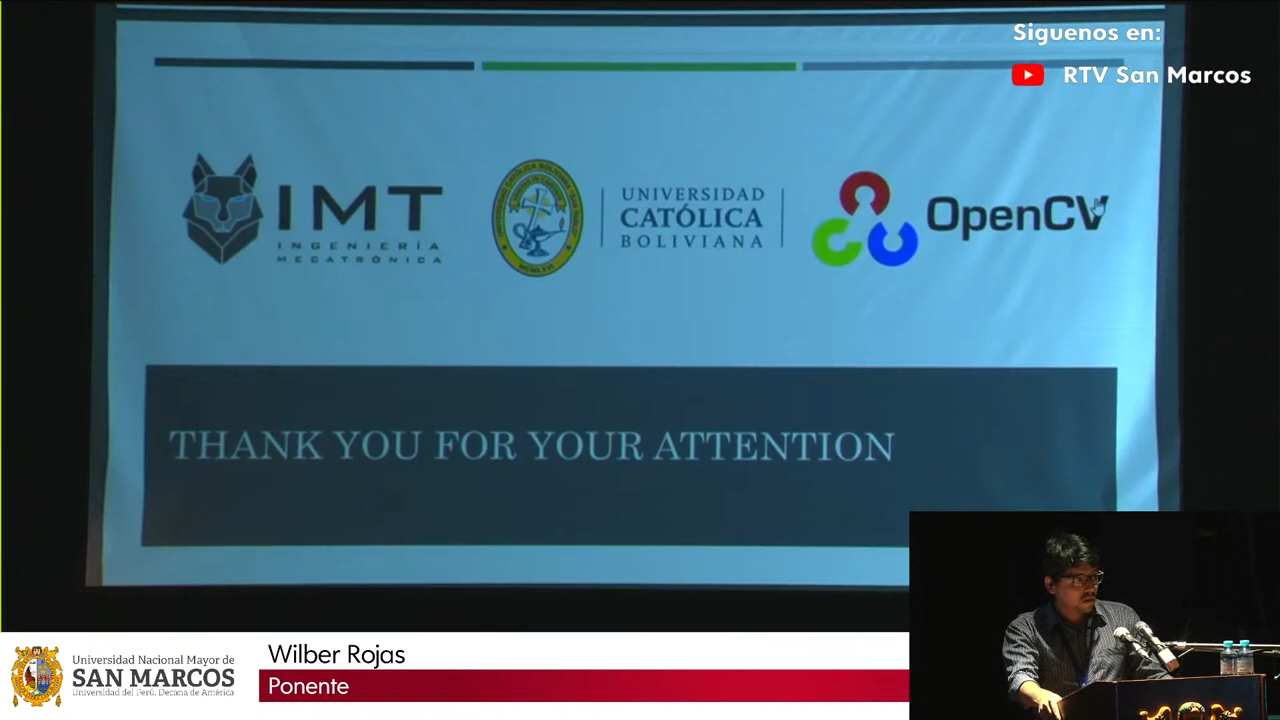 Siguenos en:
RTV San Marcos
IMT
INGENIERÍA
MECATRÓNICA
UNIVERSIDAD
CATÓLICA
BOLIVIANA
OpenCV
THANK YOU FOR YOUR ATTENTION
Universidad Nacional Mayor de
SAN MARCOS
Universidad del Perú. Decana de América
Wilber Rojas
Ponente